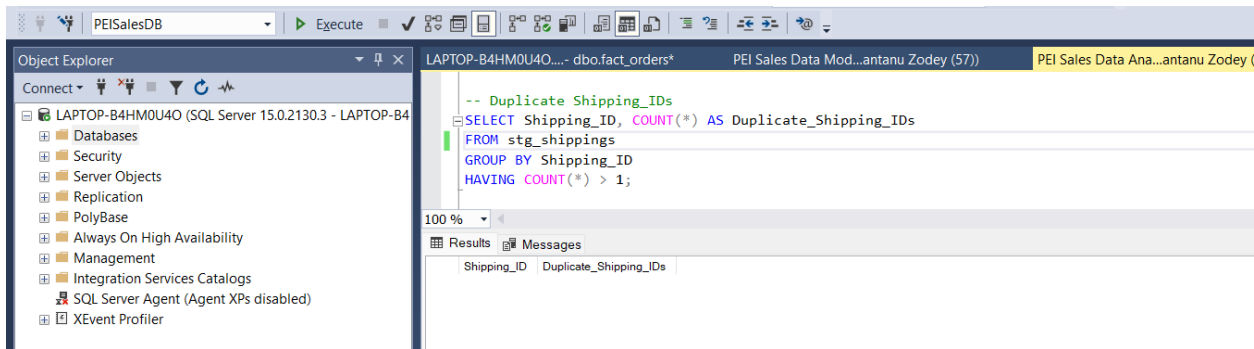 PEISalesDB
Execute
Object Explorer
Connect
LAPTOP-B4HM0U4O (SQL Server 15.0.2130.3 - LAPTOP-B4
Databases
Security
Server Objects
Replication
PolyBase
Always On High Availability
Management
Integration Services Catalogs
SQL Server Agent (Agent XPs disabled)
XEvent Profiler
LAPTOP-B4HM0U4O....- dbo.fact_orders*
PEI Sales Data Mod...antanu Zodey (57))
PEI Sales Data Ana...antanu Zodey (
-- Duplicate Shipping_IDs
SELECT Shipping_ID, COUNT(*) AS Duplicate_Shipping_IDs
FROM stg_shippings
GROUP BY Shipping_ID
HAVING COUNT(*) > 1;
100 %
Results
Messages
Shipping_ID Duplicate_Shipping_IDs